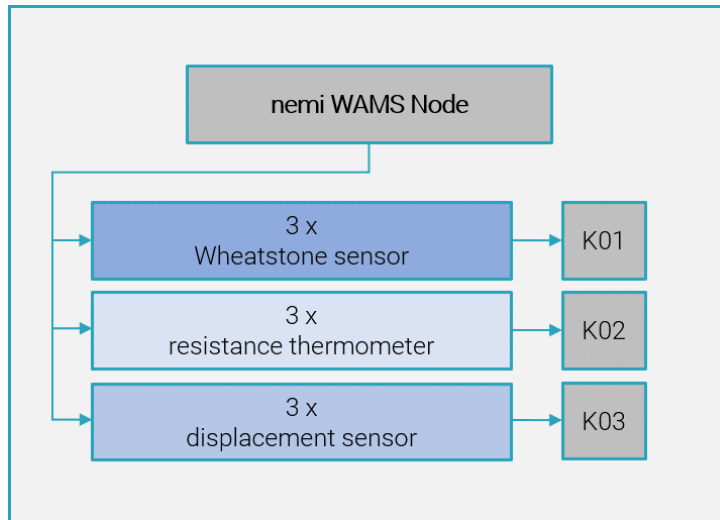 nemi WAMS Node
3 x
Wheatstone sensor
K01
3 x
resistance thermometer
K02
3 x
displacement sensor
K03